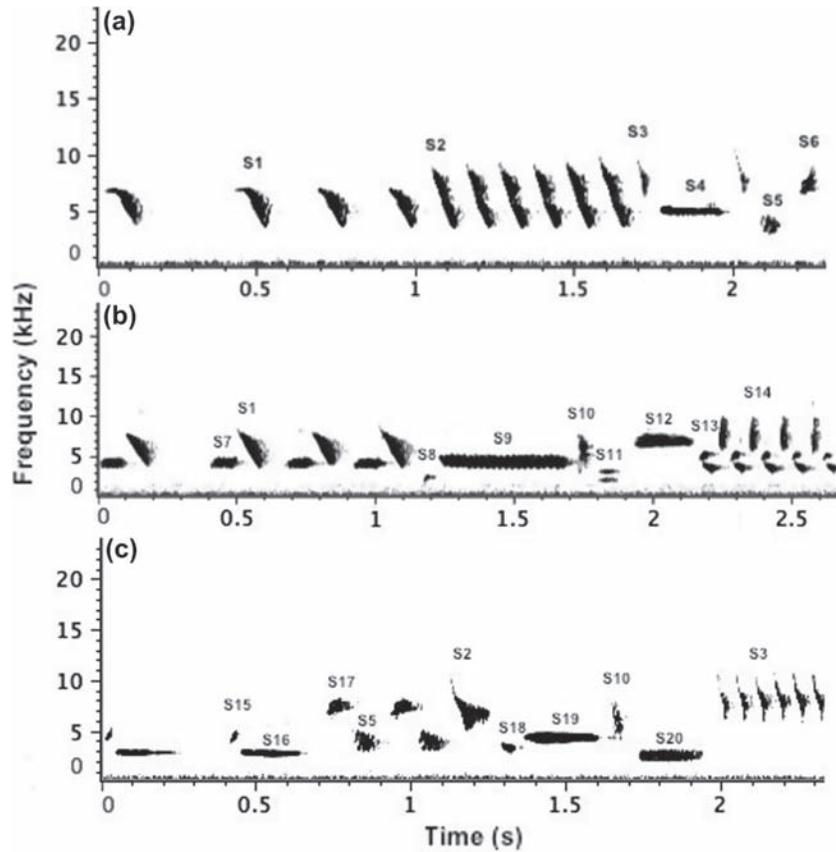 (a)
20
15
10
5
0
S1
S2
S3
S4
S5
S6
0
0.5
1
1.5
2
Frequency (kHz)
(b)
20
15
10
5
0
S7
S1
S8
S9
S10
S11
S12
S13
S14
0
0.5
1
1.5
2
2.5
(c)
20
15
10
5
0
S15
S16
S17
S5
S2
S18
S19
S10
S20
S3
0
0.5
1
1.5
2
Time (s)